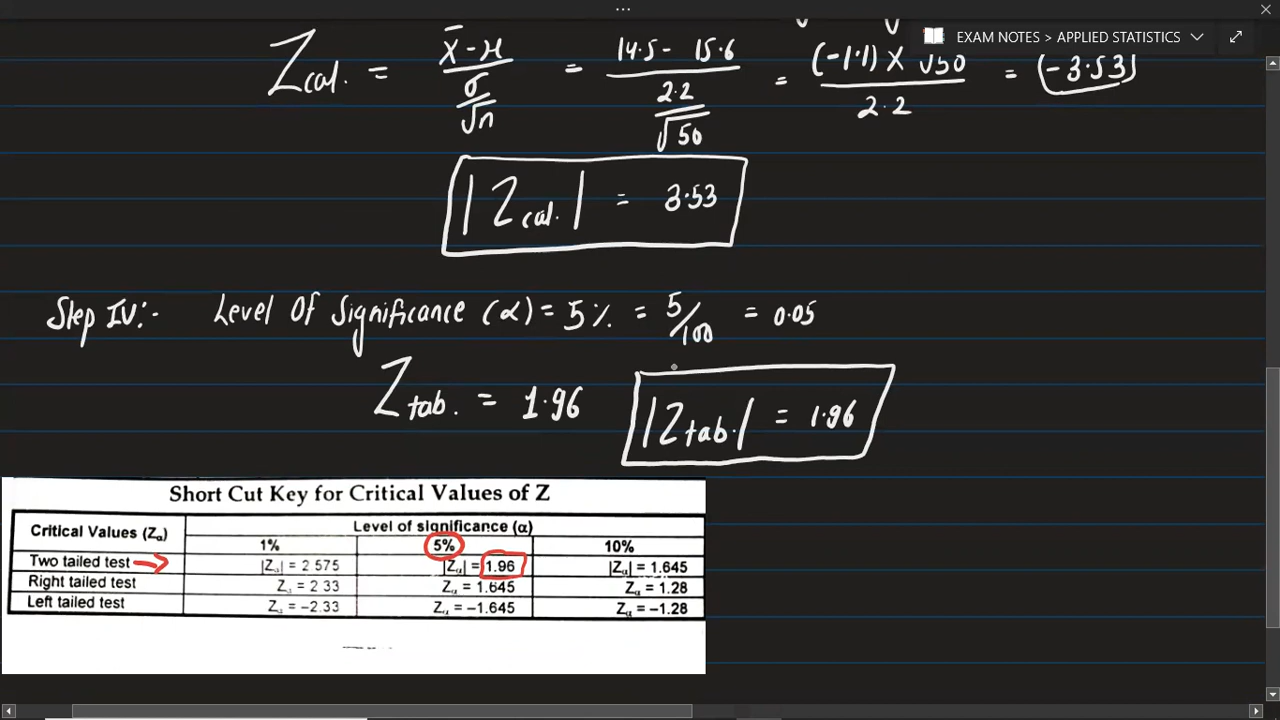 EXAM NOTES > APPLIED STATISTICS
Zcal. = x̄ - μ / σ/√n = 14.5 - 15.6 / 2.2/√50 = (-1.1) × √50 / 2.2 = (-3.53)
|Zcal.| = 3.53
Step IV:- Level Of Significance (α) = 5% = 5/100 = 0.05
Ztab. = 1.96 |Ztab.| = 1.96
Short Cut Key for Critical Values of Z
Critical Values (Zα) Level of significance (α)
1% 5% 10%
Two tailed test |Zα| = 2 575 |Zα| = 1.96 |Zα| = 1.645
Right tailed test Zα = 2 33 Zα = 1.645 Zα = 1.28
Left tailed test Zα = -2.33 Zα = -1.645 Zα = -1.28